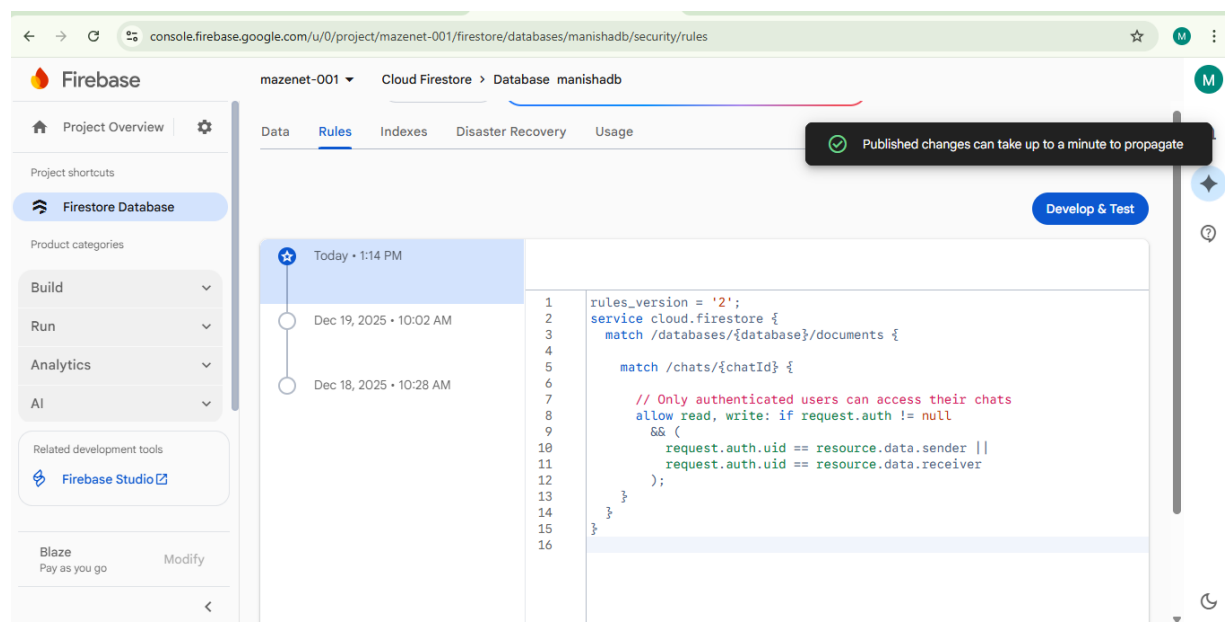 console.firebase.google.com/u/0/project/mazenet-001/firestore/databases/manishadb/security/rules
M
Firebase
mazenet-001
Cloud Firestore > Database manishadb
M
Project Overview
Data
Rules
Indexes
Disaster Recovery
Usage
Published changes can take up to a minute to propagate
Project shortcuts
Firestore Database
Develop & Test
Product categories
Build
Run
Analytics
AI
Related development tools
Firebase Studio
Blaze
Pay as you go
Modify
Today • 1:14 PM
Dec 19, 2025 • 10:02 AM
Dec 18, 2025 • 10:28 AM
1 rules_version = '2';
2 service cloud.firestore {
3 match /databases/{database}/documents {
4
5 match /chats/{chatId} {
6
7 // Only authenticated users can access their chats
8 allow read, write: if request.auth != null
9 && (
10 request.auth.uid == resource.data.sender ||
11 request.auth.uid == resource.data.receiver
12 );
13 }
14 }
15 }
16